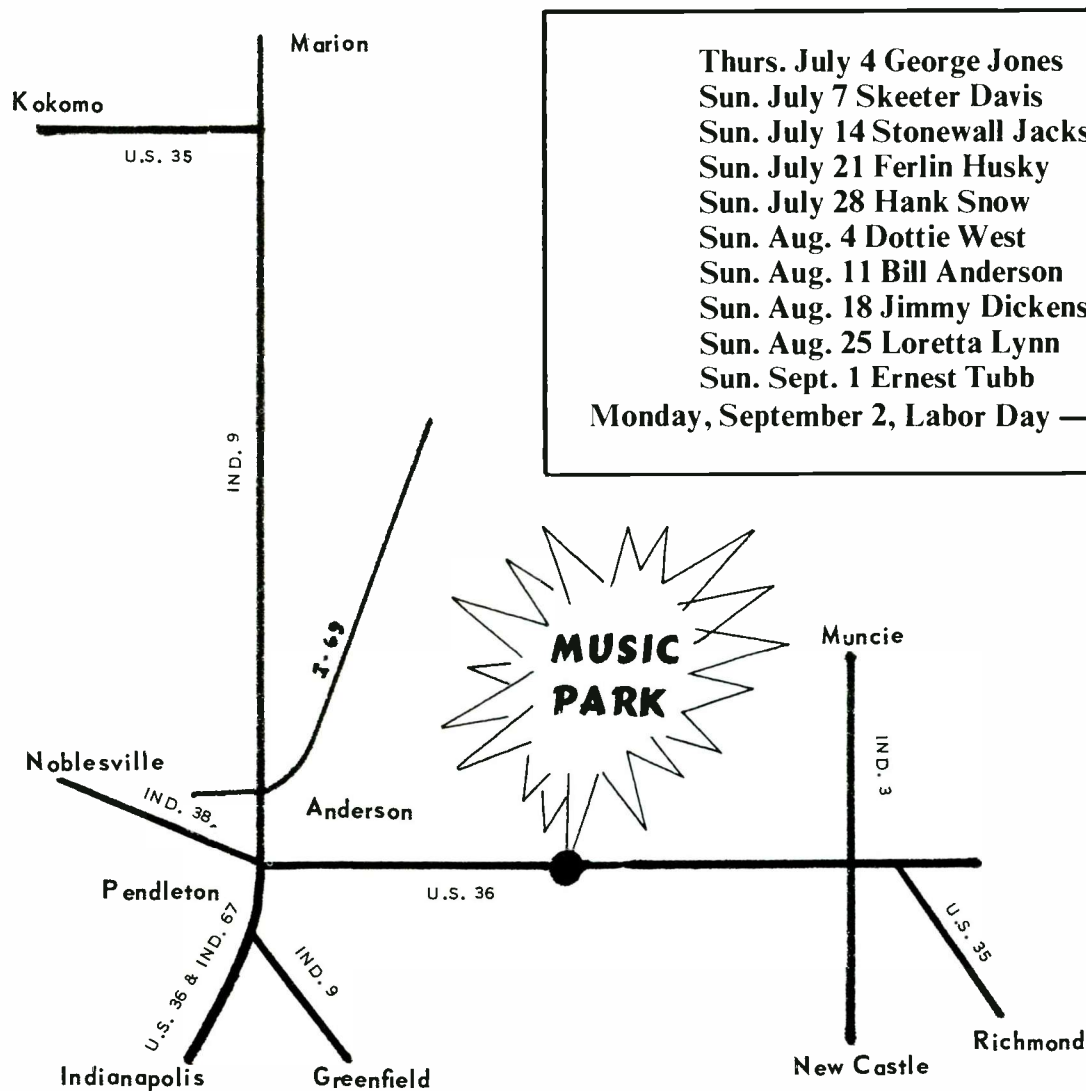 Marion
Kokomo
U.S. 35
Thurs. July 4 George Jones
Sun. July 7 Skeeter Davis
Sun. July 14 Stonewall Jacks
Sun. July 21 Ferlin Husky
Sun. July 28 Hank Snow
Sun. Aug. 4 Dottie West
Sun. Aug. 11 Bill Anderson
Sun. Aug. 18 Jimmy Dickens
Sun. Aug. 25 Loretta Lynn
Sun. Sept. 1 Ernest Tubb
Monday, September 2, Labor Day —
IND. 9
I-69
MUSIC
PARK
Muncie
IND. 3
Noblesville
IND. 38
Anderson
Pendleton
U.S. 36
U.S. 36 & IND. 67
IND. 9
U.S. 35
Indianapolis
Greenfield
New Castle
Richmond